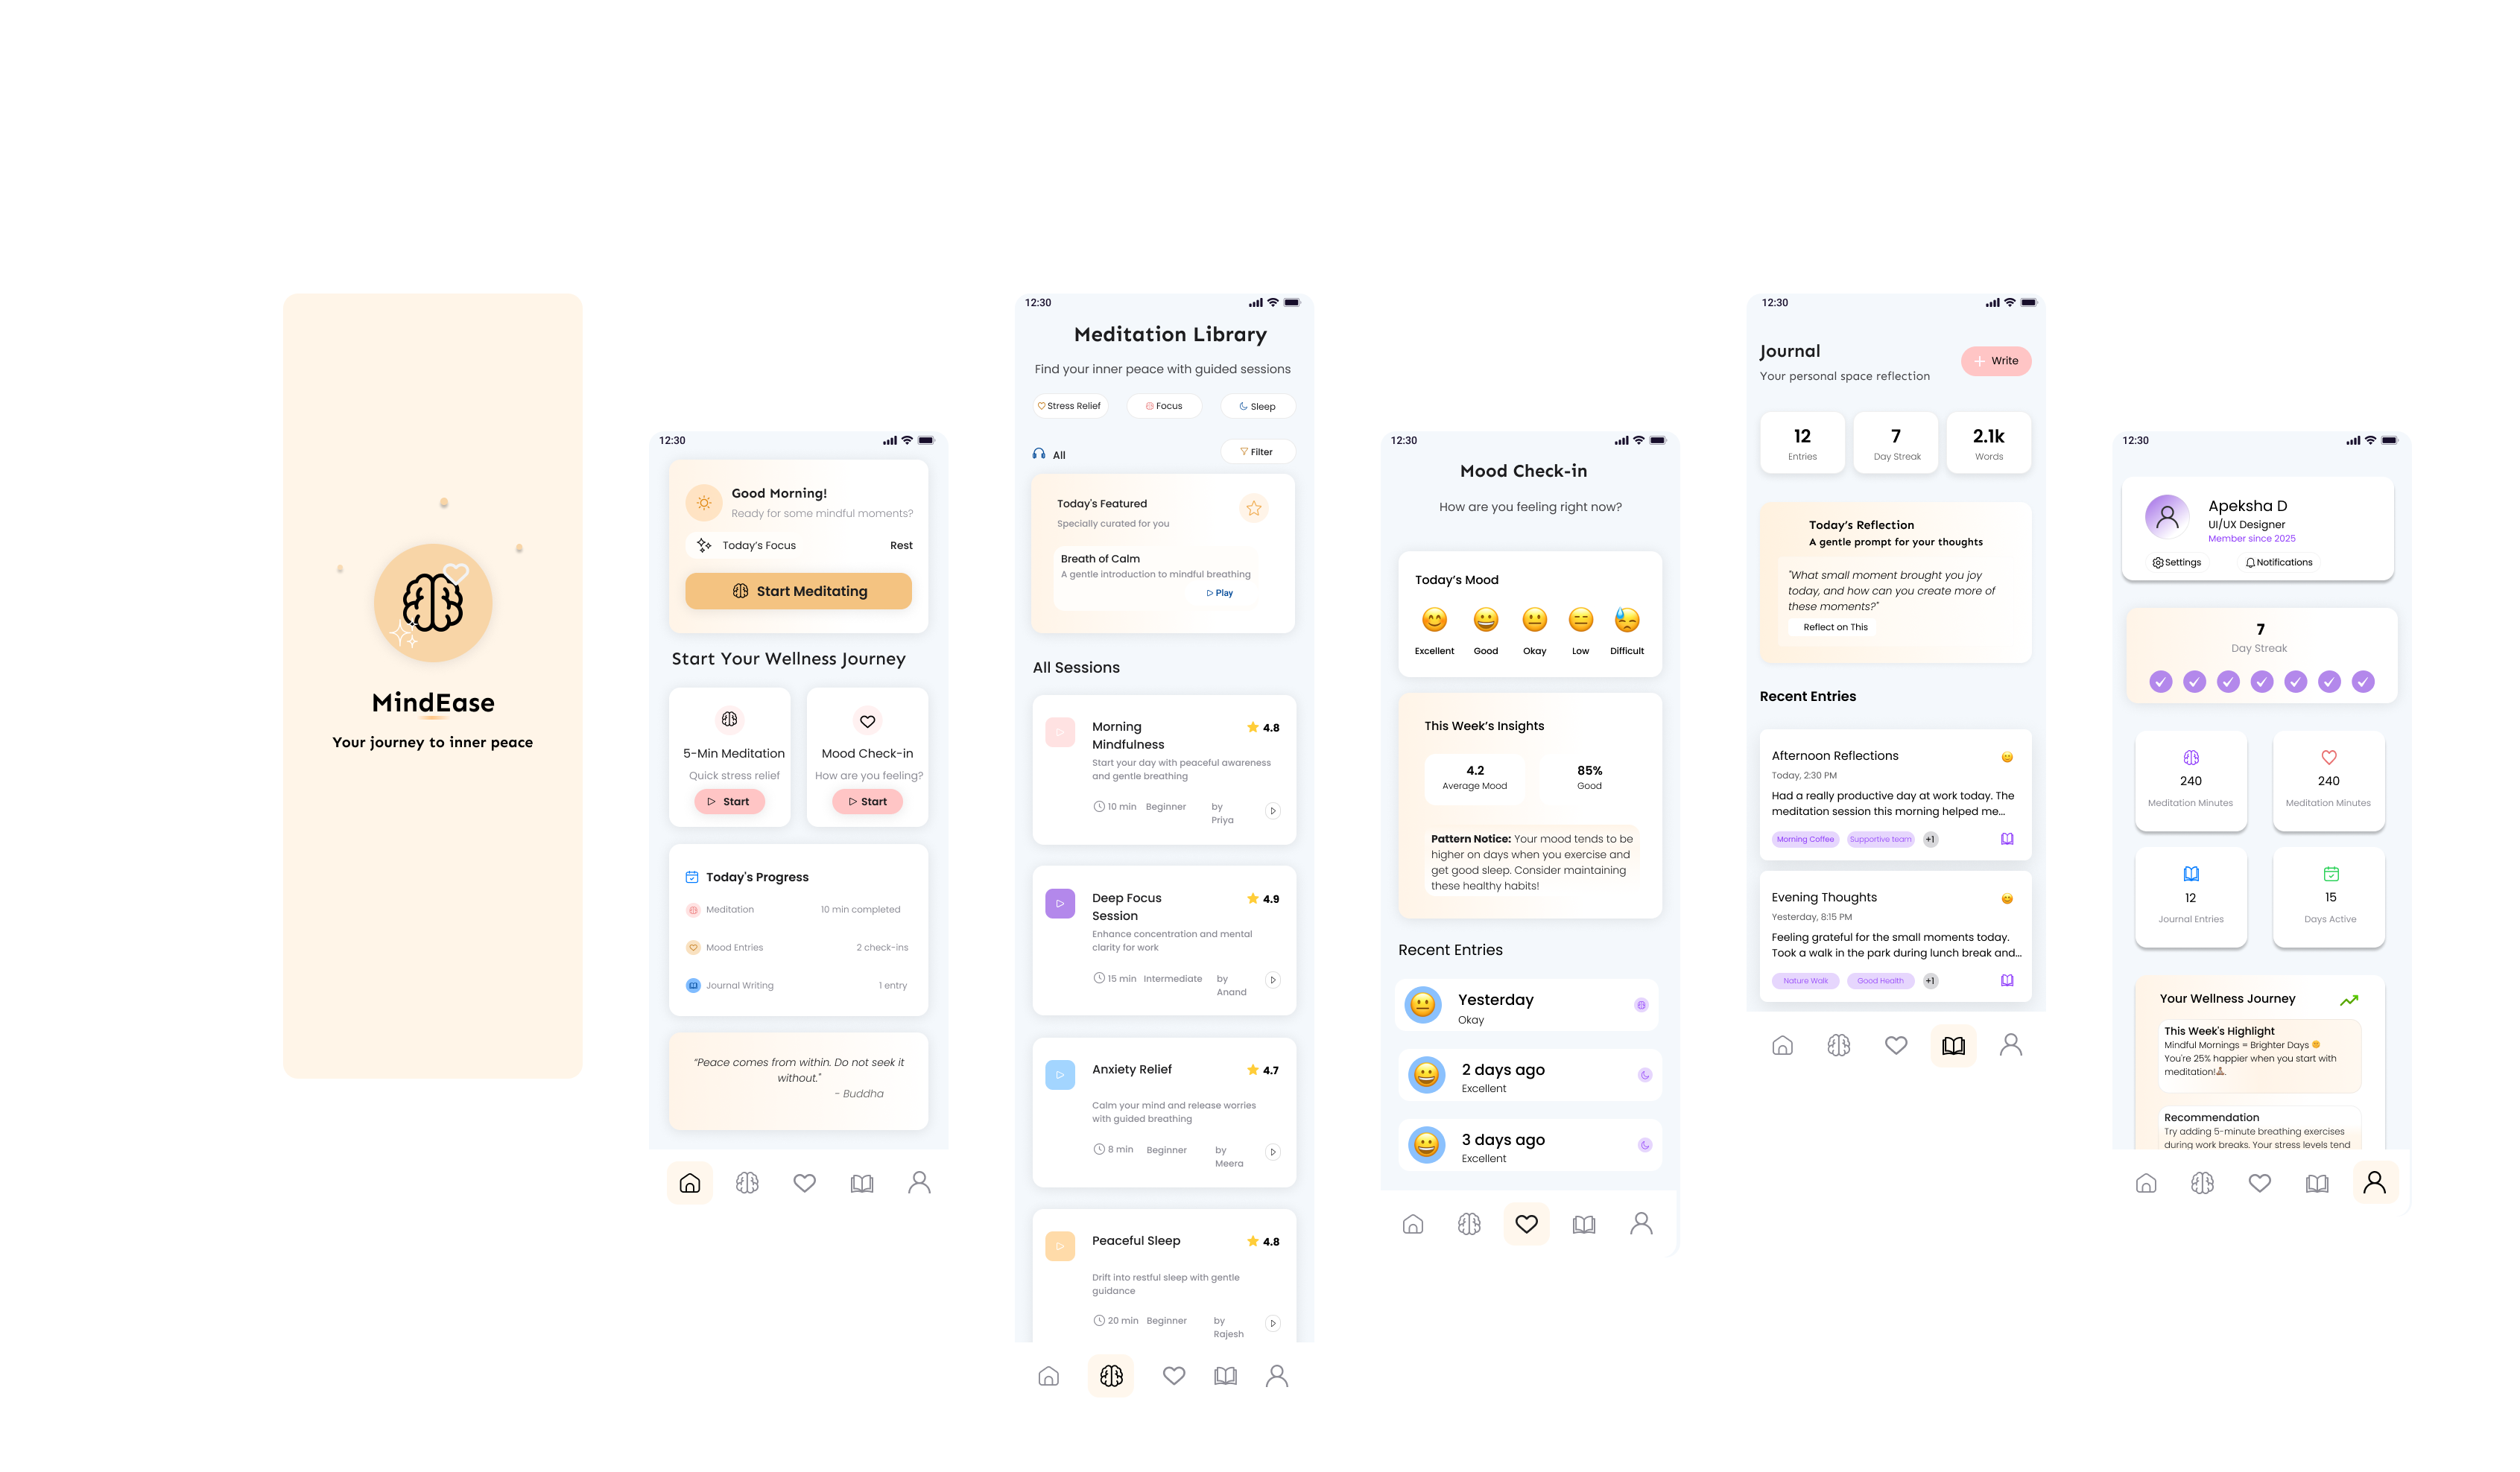 MindEase
Your journey to inner peace
12:30
Good Morning!
Ready for some mindful moments?
Today's Focus
Rest
Start Meditating
Start Your Wellness Journey
5-Min Meditation
Quick stress relief
Start
Mood Check-in
How are you feeling?
Start
Today's Progress
Meditation
10 min completed
Mood Entries
2 check-ins
Journal Writing
1 entry
"Peace comes from within. Do not seek it
without."
- Buddha
12:30
Meditation Library
Find your inner peace with guided sessions
Stress Relief
Focus
Sleep
All
Filter
Today's Featured
Specially curated for you
Breath of Calm
A gentle introduction to mindful breathing
Play
All Sessions
Morning
Mindfulness
4.8
Start your day with peaceful awareness
and gentle breathing
10 min
Beginner
by
Priya
Deep Focus
Session
4.9
Enhance concentration and mental
clarity for work
15 min
Intermediate
by
Anand
Anxiety Relief
4.7
Calm your mind and release worries
with guided breathing
8 min
Beginner
by
Meera
Peaceful Sleep
4.8
Drift into restful sleep with gentle
guidance
20 min
Beginner
by
Rajesh
12:30
Mood Check-in
How are you feeling right now?
Today's Mood
Excellent
Good
Okay
Low
Difficult
This Week's Insights
4.2
Average Mood
85%
Good
Pattern Notice: Your mood tends to be
higher on days when you exercise and
get good sleep. Consider maintaining
these healthy habits!
Recent Entries
Yesterday
Okay
2 days ago
Excellent
3 days ago
Excellent
12:30
Journal
Your personal space reflection
Write
12
Entries
7
Day Streak
2.1k
Words
Today's Reflection
A gentle prompt for your thoughts
"What small moment brought you joy
today, and how can you create more of
these moments?"
Reflect on This
Recent Entries
Afternoon Reflections
Today, 2:30 PM
Had a really productive day at work today. The
meditation session this morning helped me...
Morning Coffee
Supportive team
+1
Evening Thoughts
Yesterday, 8:15 PM
Feeling grateful for the small moments today.
Took a walk in the park during lunch break and...
Nature Walk
Good Health
+1
12:30
Apeksha D
UI/UX Designer
Member since 2025
Settings
Notifications
7
Day Streak
240
Meditation Minutes
240
Meditation Minutes
12
Journal Entries
15
Days Active
Your Wellness Journey
This Week's Highlight
Mindful Mornings = Brighter Days 🌞
You're 25% happier when you start with
meditation!🧘.
Recommendation
Try adding 5-minute breathing exercises
during work breaks. Your stress levels tend